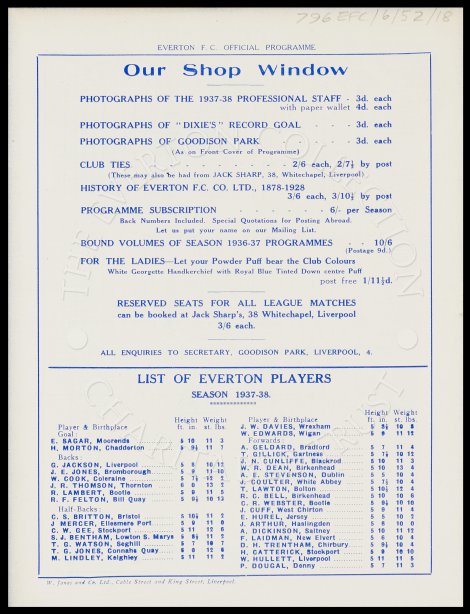 796 EFC/6/52/18
EVERTON F.C. OFFICIAL PROGRAMME
Our Shop Window
PHOTOGRAPHS OF THE 1937-38 PROFESSIONAL STAFF - 3d. each
with paper wallet 4d. each
PHOTOGRAPHS OF "DIXIE'S" RECORD GOAL - - - 3d. each
PHOTOGRAPHS OF GOODISON PARK - - - 3d. each
(As on Front Cover of Programme)
CLUB TIES - - - - - 2/6 each, 2/7½ by post
(These may also be had from JACK SHARP, 38, Whitechapel, Liverpool)
HISTORY OF EVERTON F.C. CO. LTD., 1878-1928
3/6 each, 3/10½ by post
PROGRAMME SUBSCRIPTION - - - - - - 6/- per Season
Back Numbers Included. Special Quotations for Posting Abroad.
Let us put your name on our Mailing List.
BOUND VOLUMES OF SEASON 1936-37 PROGRAMMES - - 10/6
(Postage 9d.)
FOR THE LADIES—Let your Powder Puff bear the Club Colours
White Georgette Handkerchief with Royal Blue Tinted Down centre Puff
post free 1/11½d.
RESERVED SEATS FOR ALL LEAGUE MATCHES
can be booked at Jack Sharp's, 38 Whitechapel, Liverpool
3/6 each.
ALL ENQUIRIES TO SECRETARY, GOODISON PARK, LIVERPOOL, 4.
LIST OF EVERTON PLAYERS
SEASON 1937-38.
Player & Birthplace Height Weight
Goal ft. in. st. lbs.
E. SAGAR, Moorends 5 10 11 3
H. MORTON, Chadderton 5 9½ 11 7
Backs:
G. JACKSON, Liverpool 5 8 10 12
J. E. JONES, Bromborough 5 9 11 10
W. COOK, Coleraine 5 7½ 12 2
J. R. THOMSON, Thornton 6 0 13 2
R. LAMBERT, Bootle 5 9 11 5
R. F. FELTON, Bill Quay 5 9½ 10 12
Half-Backs:
C. S. BRITTON, Bristol 5 10½ 11 2
J MERCER, Ellesmere Port 5 9 11 0
C. W. GEE, Stockport 5 11 12 6
S. J. BENTHAM, Lowton S. Marys 5 8½ 11 2
T. G. WATSON, Seghill 5 7 10 7
T. G. JONES, Connahs Quay 6 0 12 8
M. LINDLEY, Keighley 5 11 11 2
Player & Birthplace Height Weight
ft. in. st. lbs.
J. W. DAVIES, Wrexham 5 8½ 10 8
W. EDWARDS, Wigan 5 9 11 12
Forwards:
A. GELDARD, Bradford 5 7 11 4
T. GILLICK, Gartness 5 7½ 10 12
J. N. CUNLIFFE, Blackrod 5 10 11 3
W. R. DEAN, Birkenhead 5 10 13 4
A. E. STEVENSON, Dublin 5 5 10 4
J. COULTER, White Abbey 5 7½ 10 4
T. LAWTON, Bolton 5 10½ 12 4
R. C. BELL, Birkenhead 5 10 10 6
C. R. WEBSTER, Bootle 5 9½ 10 10
J. CUFF, West Chirton 5 9 11 4
E. HUREL, Jersey 5 5 10 2
J. ARTHUR, Haslingden 5 8 10 0
A. DICKINSON, Saltney 5 10 11 12
F. LAIDMAN, New Elvet 5 6 10 4
D. H. TRENTHAM, Chirbury 5 9½ 10 4
H. CATTERICK, Stockport 5 9 10 10
W. HULLETT, Liverpool 5 11 11 5
P. DOUGAL, Denny 5 7 11 3
W. Jones and Co. Ltd., Cable Street and King Street, Liverpool.